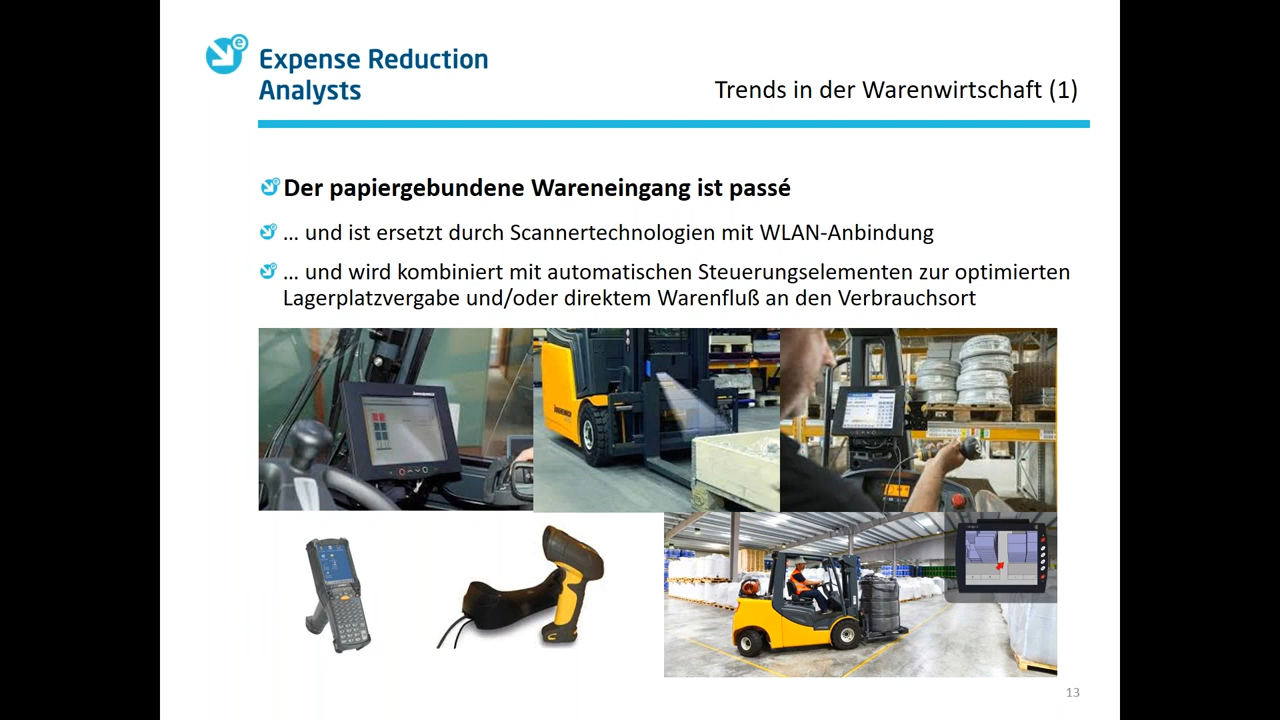 e
Expense Reduction
Analysts
Trends in der Warenwirtschaft (1)
Der papiergebundene Wareneingang ist passé
... und ist ersetzt durch Scannertechnologien mit WLAN-Anbindung
... und wird kombiniert mit automatischen Steuerungselementen zur optimierten
Lagerplatzvergabe und/oder direktem Warenfluß an den Verbrauchsort
JUNGHEINRICH
13